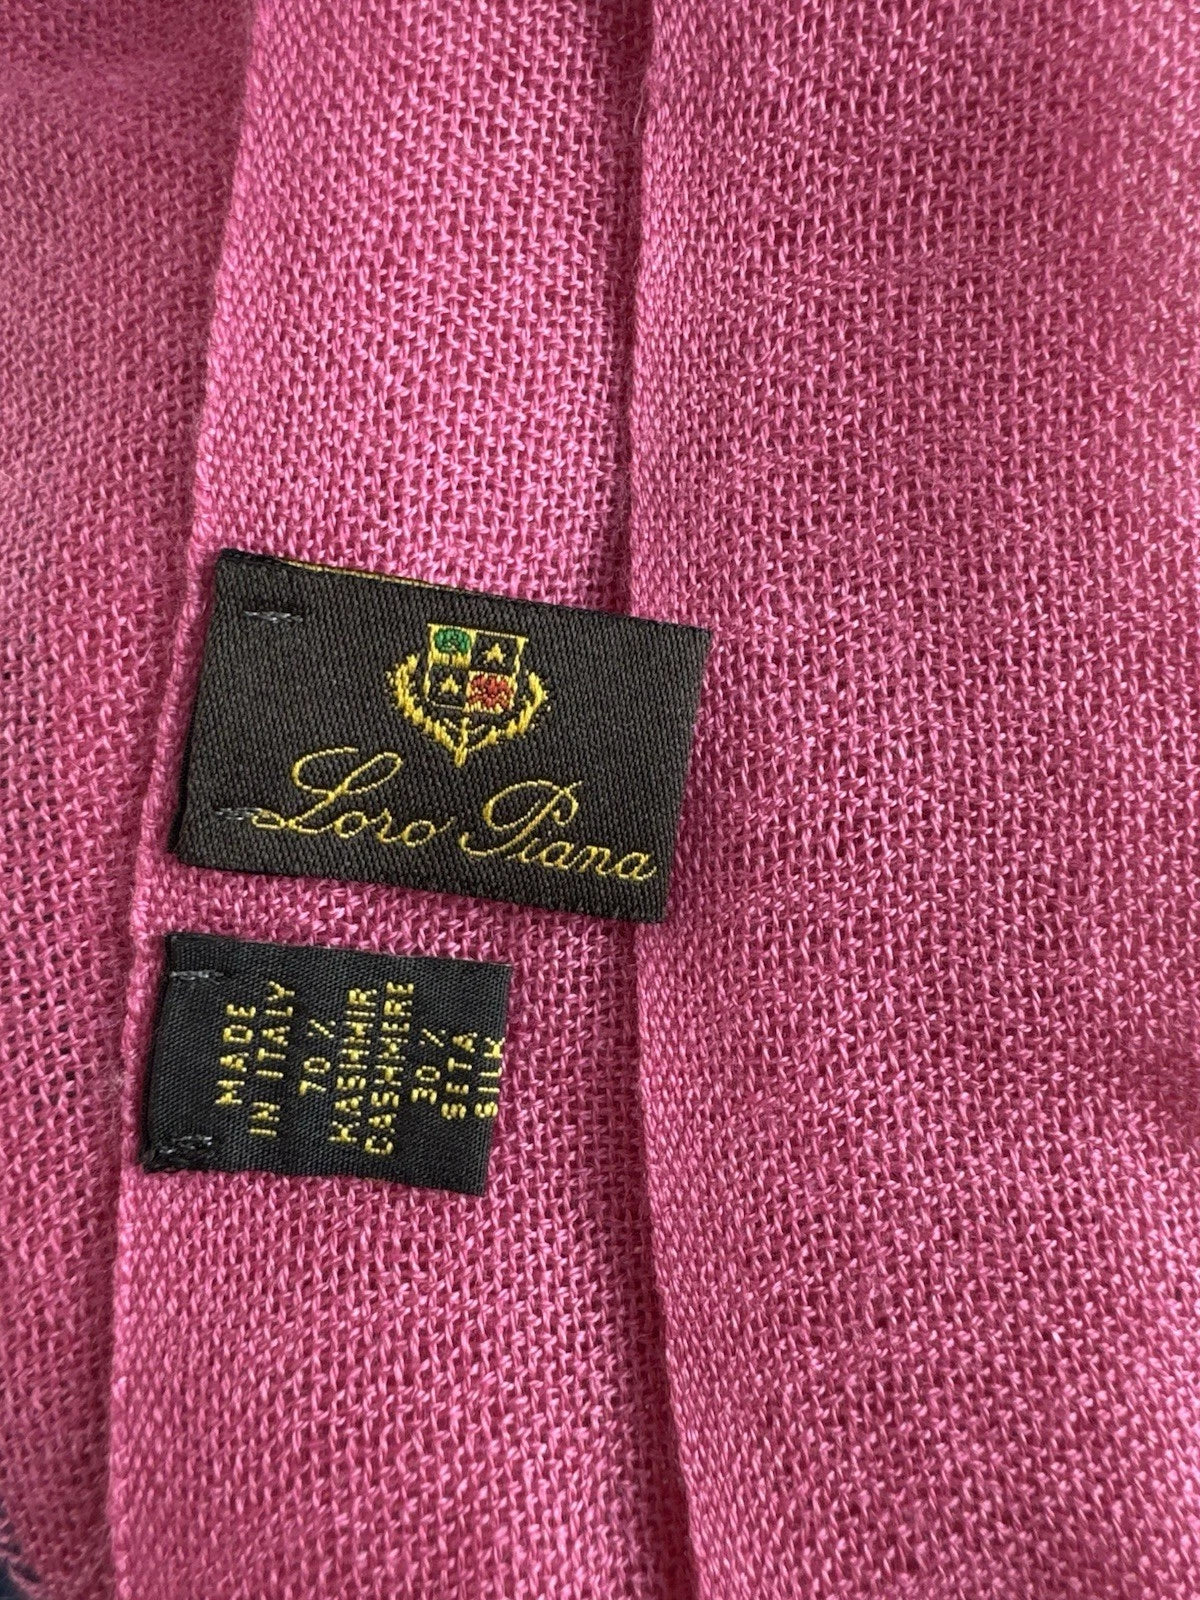 Loro Piana
MADE
IN ITALY
70%
KASHMIR
CASHMERE
30%
SETA
SILK